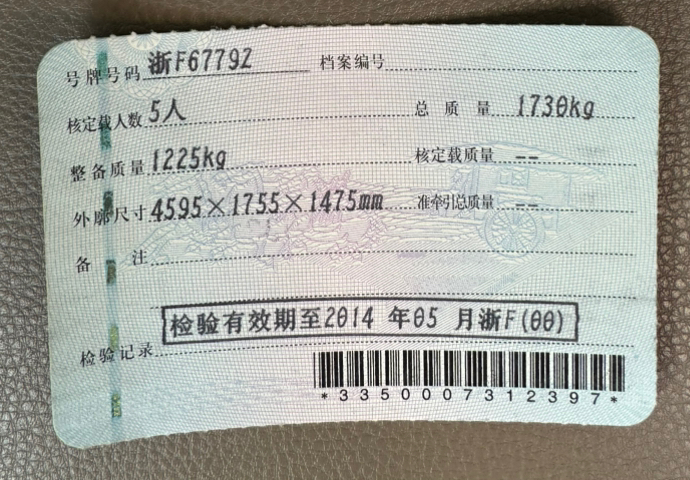 号牌号码 浙F6779Z 档案编号
核定载人数 5人 总质量 1730kg
整备质量 1225kg 核定载质量 --
外廓尺寸 4595×1755×1475mm 准牵引总质量 --
备注
检验有效期至2014 年05 月浙F(00)
检验记录
*3350007312397*